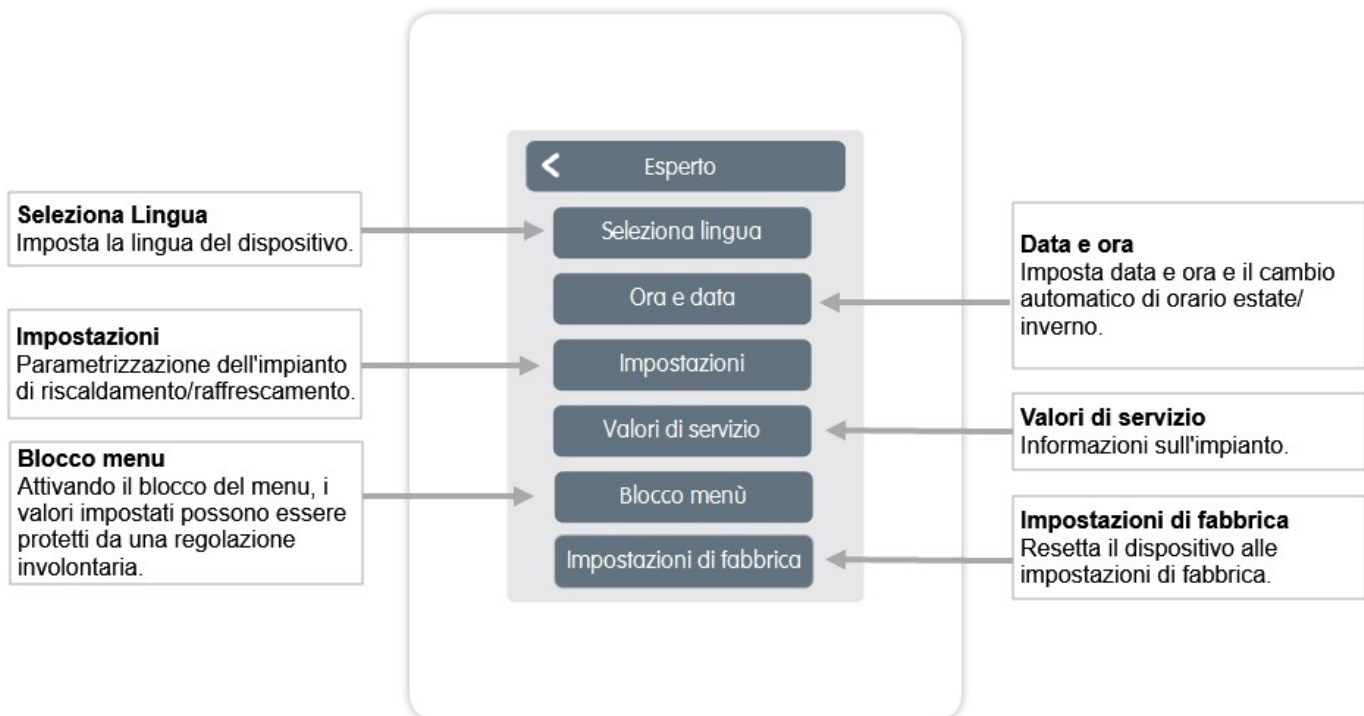 Esperto
Seleziona lingua
Ora e data
Impostazioni
Valori di servizio
Blocco menù
Impostazioni di fabbrica
Seleziona Lingua
Imposta la lingua del dispositivo.
Impostazioni
Parametrizzazione dell'impianto
di riscaldamento/raffrescamento.
Blocco menu
Attivando il blocco del menu, i
valori impostati possono essere
protetti da una regolazione
involontaria.
Data e ora
Imposta data e ora e il cambio
automatico di orario estate/
inverno.
Valori di servizio
Informazioni sull'impianto.
Impostazioni di fabbrica
Resetta il dispositivo alle
impostazioni di fabbrica.